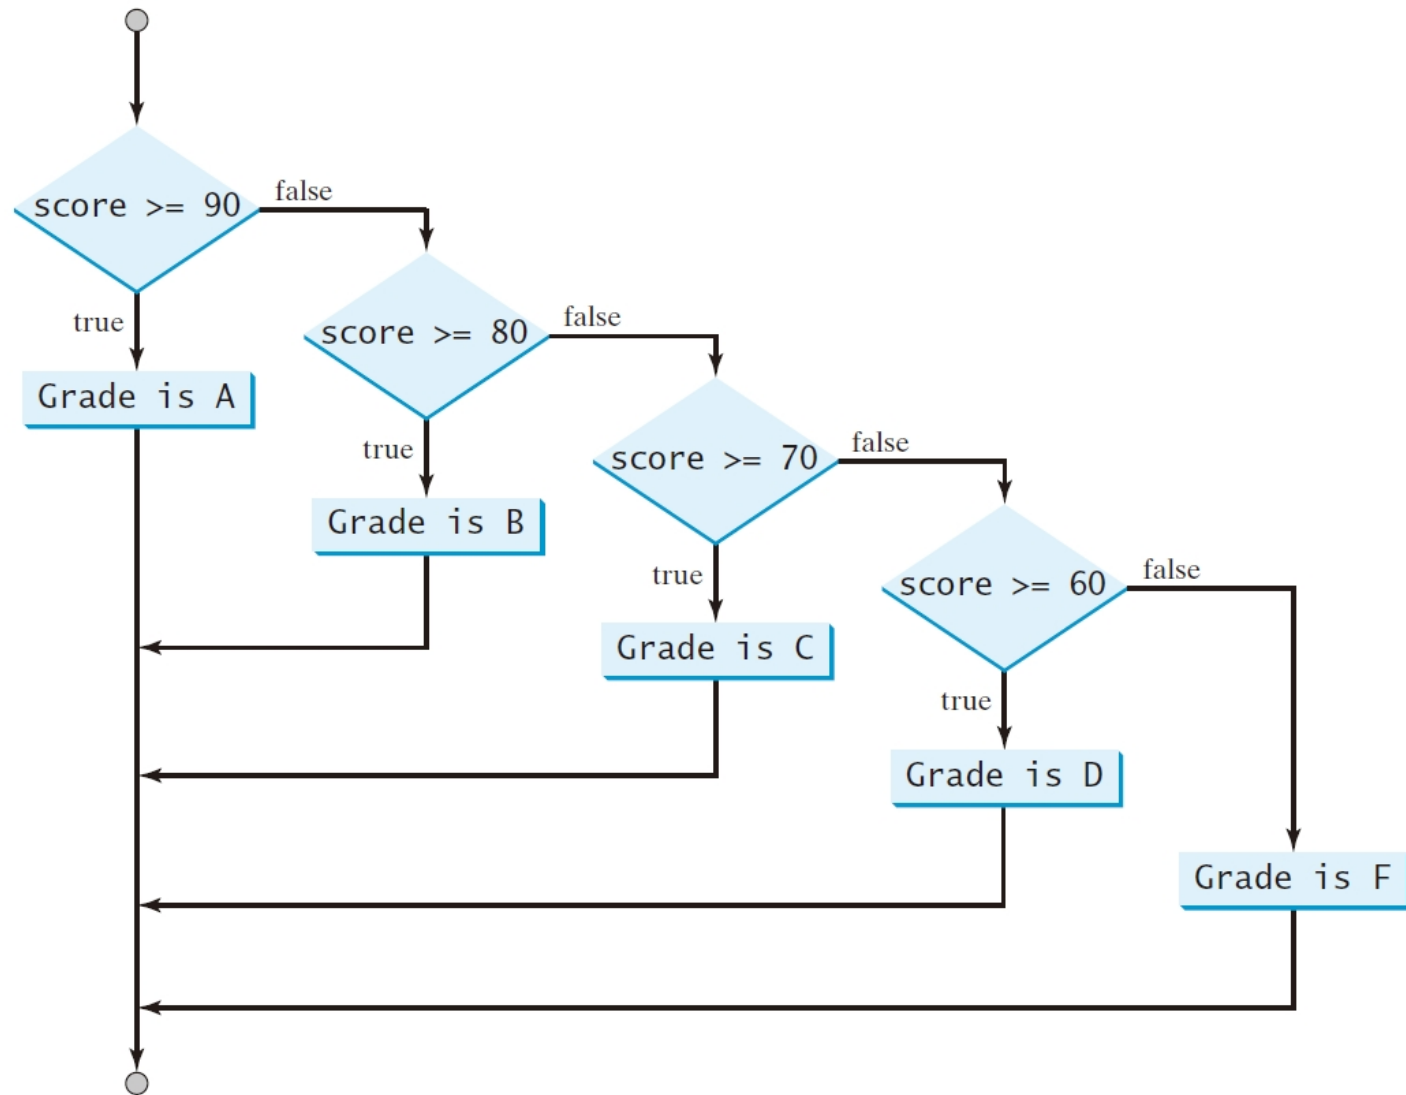 score >= 90
false
true
Grade is A
score >= 80
false
true
Grade is B
score >= 70
false
true
Grade is C
score >= 60
false
true
Grade is D
Grade is F